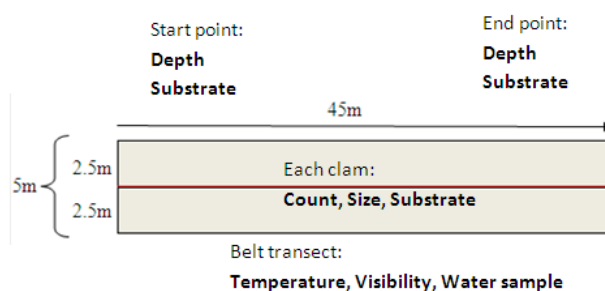 Start point:
Depth
Substrate
End point:
Depth
Substrate
45m
5m
2.5m
2.5m
Each clam:
Count, Size, Substrate
Belt transect:
Temperature, Visibility, Water sample